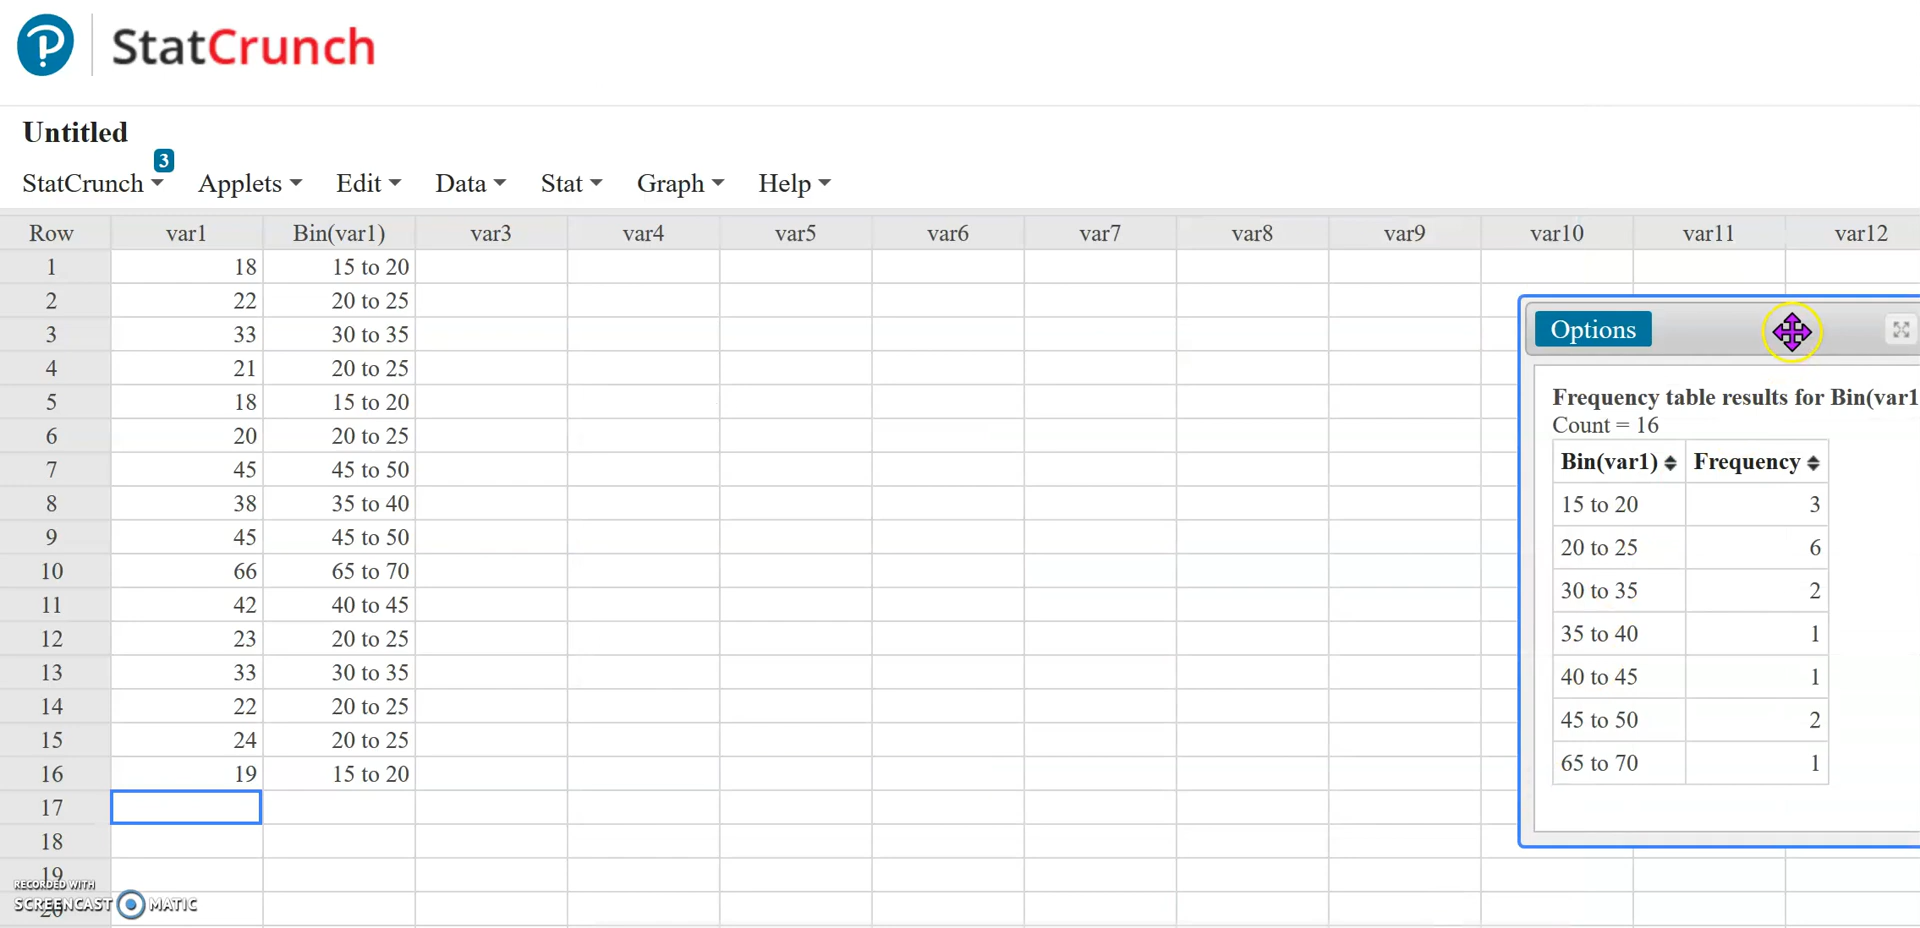 StatCrunch
Untitled
3
StatCrunch Applets Edit Data Stat Graph Help
Row var1 Bin(var1) var3 var4 var5 var6 var7 var8 var9 var10 var11 var12
1 18 15 to 20
2 22 20 to 25
3 33 30 to 35
4 21 20 to 25
5 18 15 to 20
6 20 20 to 25
7 45 45 to 50
8 38 35 to 40
9 45 45 to 50
10 66 65 to 70
11 42 40 to 45
12 23 20 to 25
13 33 30 to 35
14 22 20 to 25
15 24 20 to 25
16 19 15 to 20
17
18
19
20
Options
Frequency table results for Bin(var1
Count = 16
Bin(var1) Frequency
15 to 20 3
20 to 25 6
30 to 35 2
35 to 40 1
40 to 45 1
45 to 50 2
65 to 70 1
RECORDED WITH
SCREENCAST MATIC